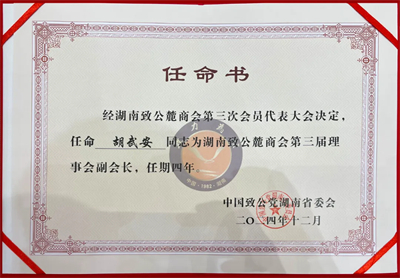 任命书
经湖南致公麓商会第三次会员代表大会决定，
任命 胡武安 同志为湖南致公麓商会第三届理
事会副会长，任期四年。
中国致公党湖南省委会
二〇二四年十二月